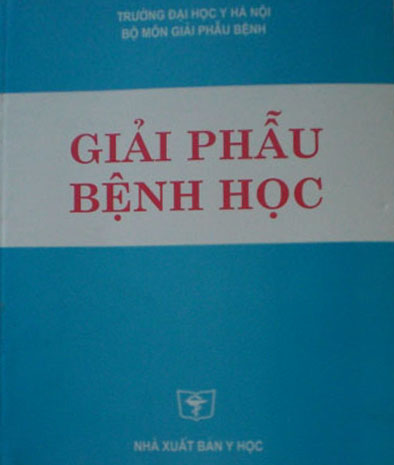 TRƯỜNG ĐẠI HỌC Y HÀ NỘI
BỘ MÔN GIẢI PHẪU BỆNH
GIẢI PHẪU
BỆNH HỌC
NHÀ XUẤT BẢN Y HỌC